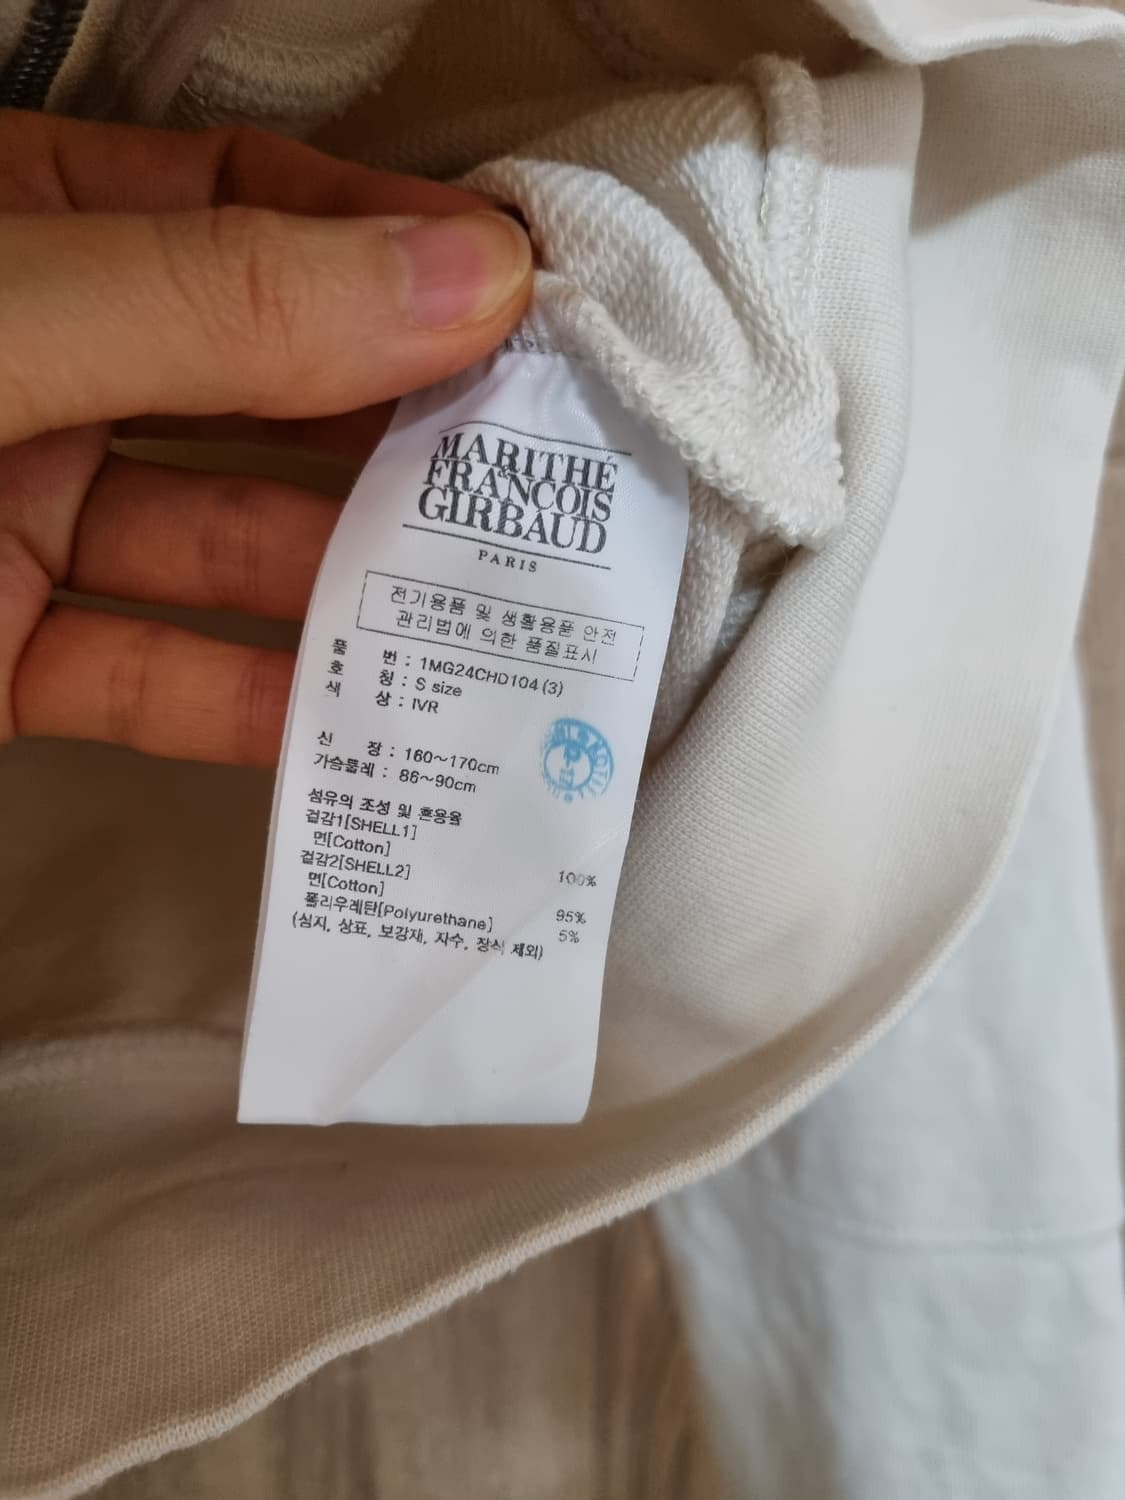 MARITHÉ
&
FRANCOIS
GIRBAUD
PARIS
전기용품 및 생활용품 안전
관리법에 의한 품질표시
품 번 : 1MG24CHD104 (3)
호 칭 : S size
색 상 : IVR
신 장 : 160~170cm
가슴둘레 : 86~90cm
섬유의 조성 및 혼용율
겉감1[SHELL1]
면[Cotton] 100%
겉감2[SHELL2]
면[Cotton] 95%
폴리우레탄[Polyurethane] 5%
(심지, 상표, 보강재, 자수, 장식 제외)